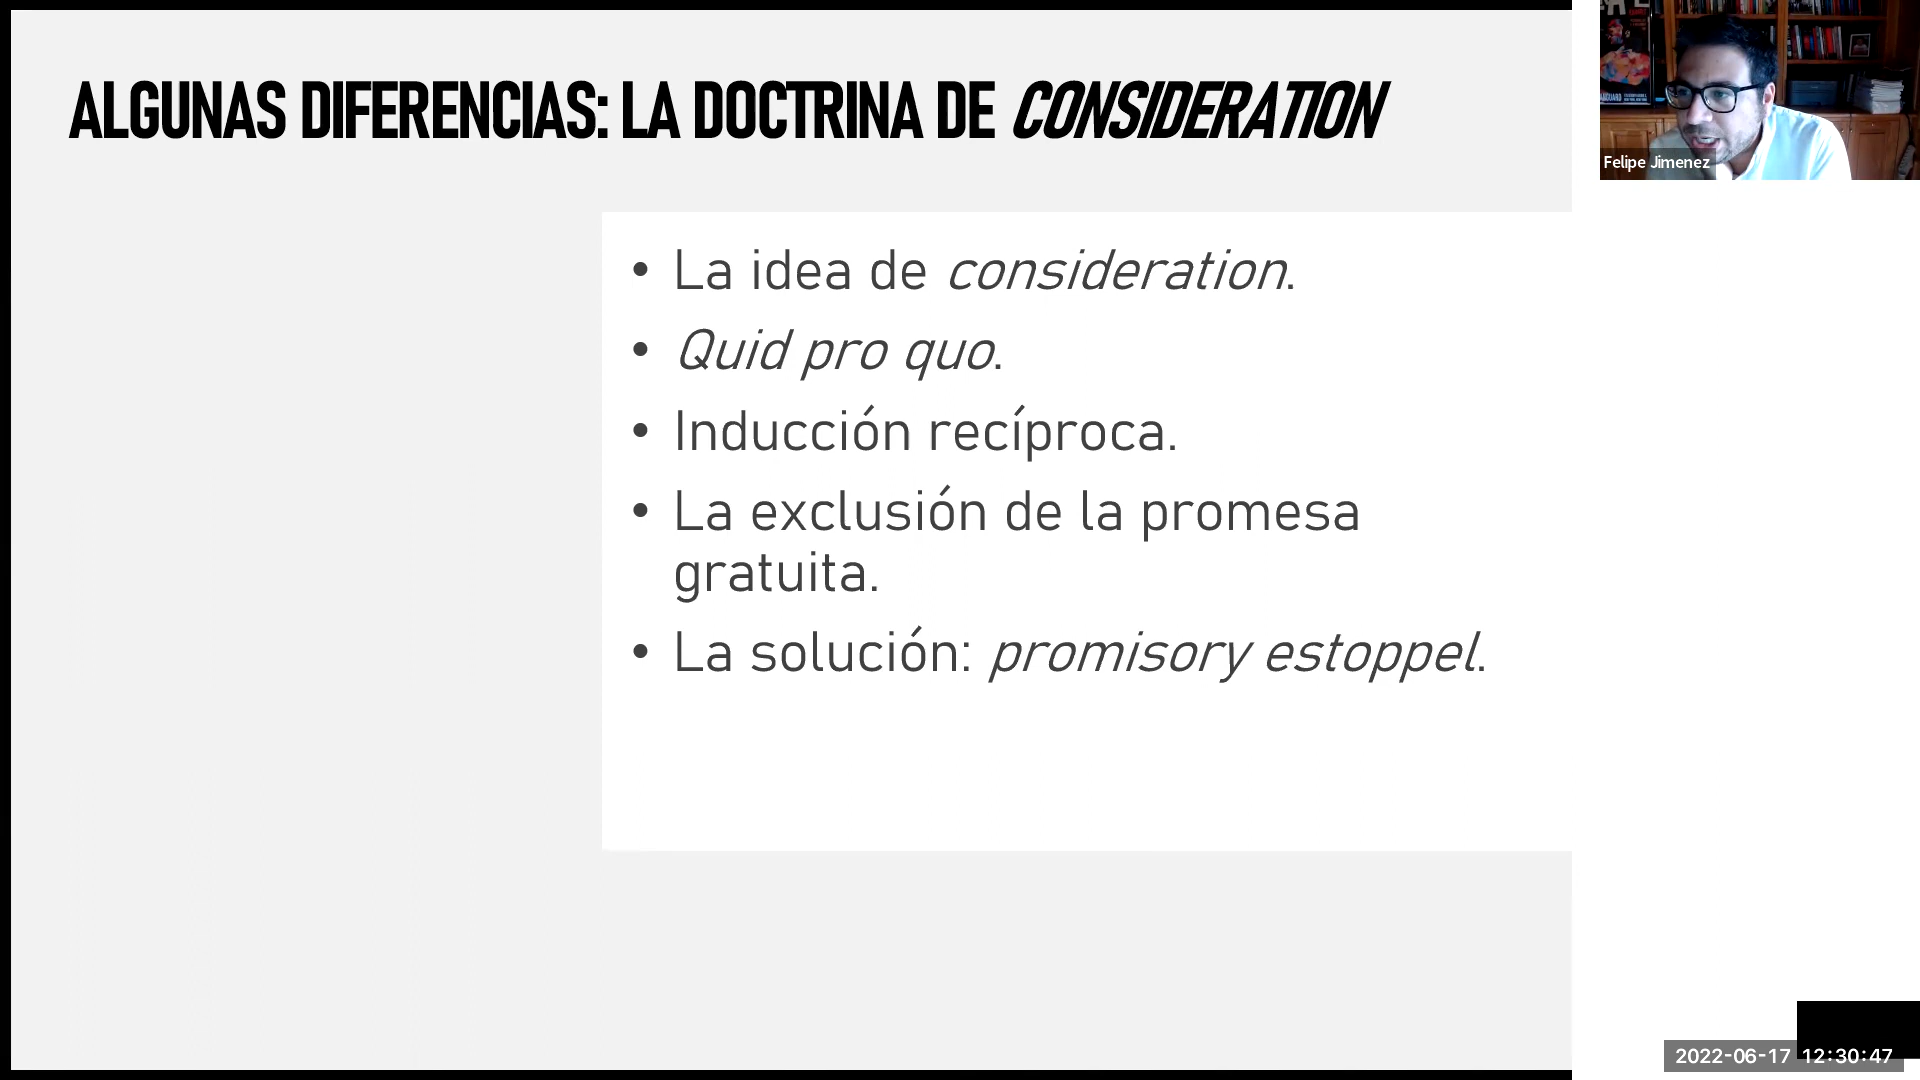 ALGUNAS DIFERENCIAS: LA DOCTRINA DE CONSIDERATION
• La idea de consideration.
• Quid pro quo.
• Inducción recíproca.
• La exclusión de la promesa
gratuita.
• La solución: promisory estoppel.
Felipe Jimenez
2022-06-17 12:30:47